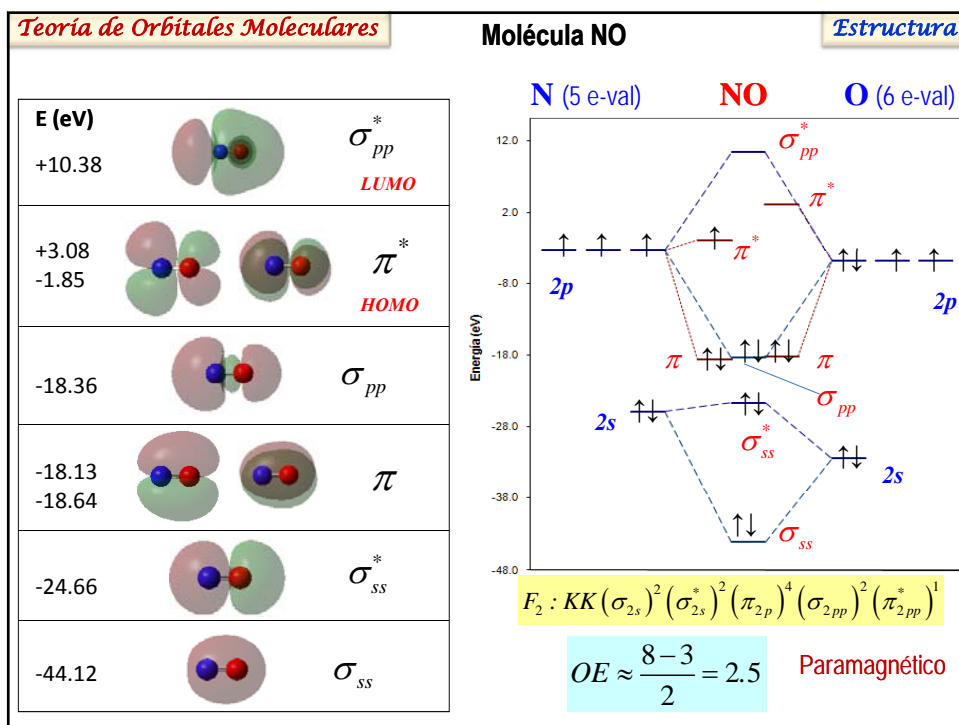 Teoría de Orbitales Moleculares
Molécula NO
Estructura
E (eV)
+10.38
σ*pp
LUMO
+3.08
-1.85
π*
HOMO
-18.36
σpp
-18.13
-18.64
π
-24.66
σ*ss
-44.12
σss
N (5 e-val)
NO
O (6 e-val)
Energía (eV)
12.0
2.0
-8.0
-18.0
-28.0
-38.0
-48.0
σ*pp
π*
π*
2p
2p
π
π
σpp
2s
σ*ss
2s
σss
F₂ : KK(σ2s)²(σ*2s)²(π2p)⁴(σ2pp)²(π*2pp)¹
OE ≈ (8−3)/2 = 2.5
Paramagnético